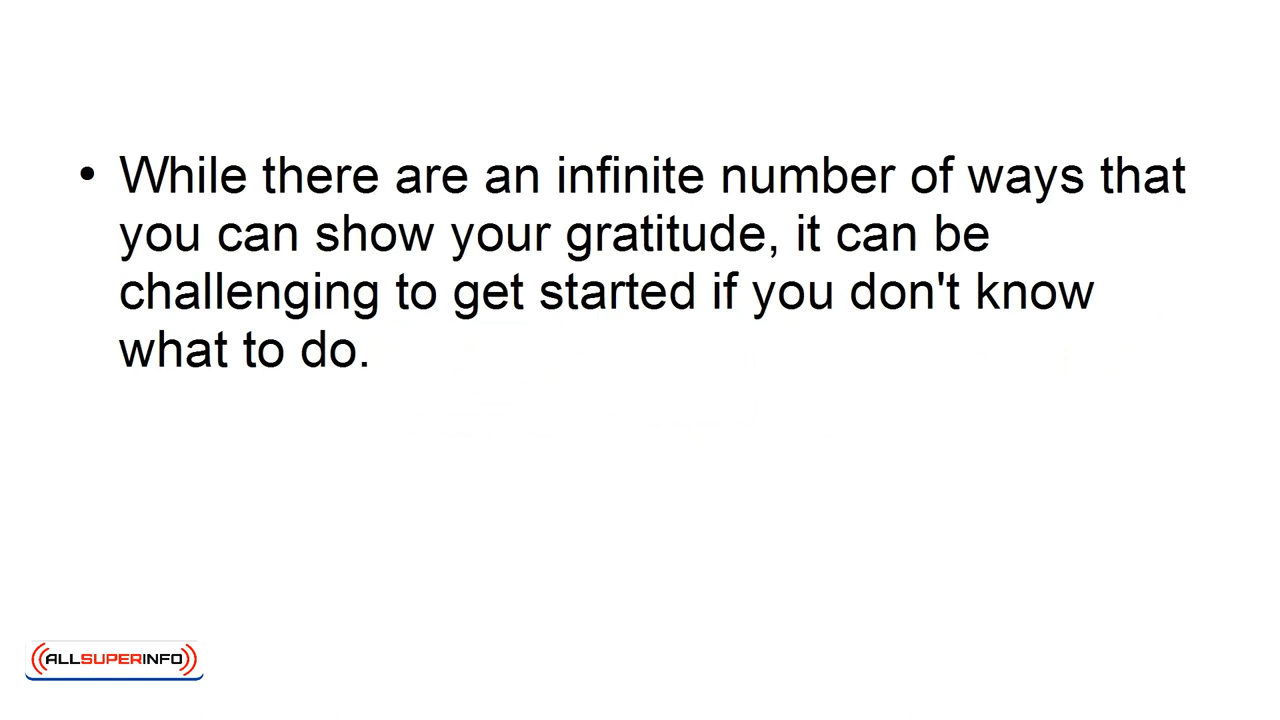 • While there are an infinite number of ways that
you can show your gratitude, it can be
challenging to get started if you don't know
what to do.
ALLSUPERINFO